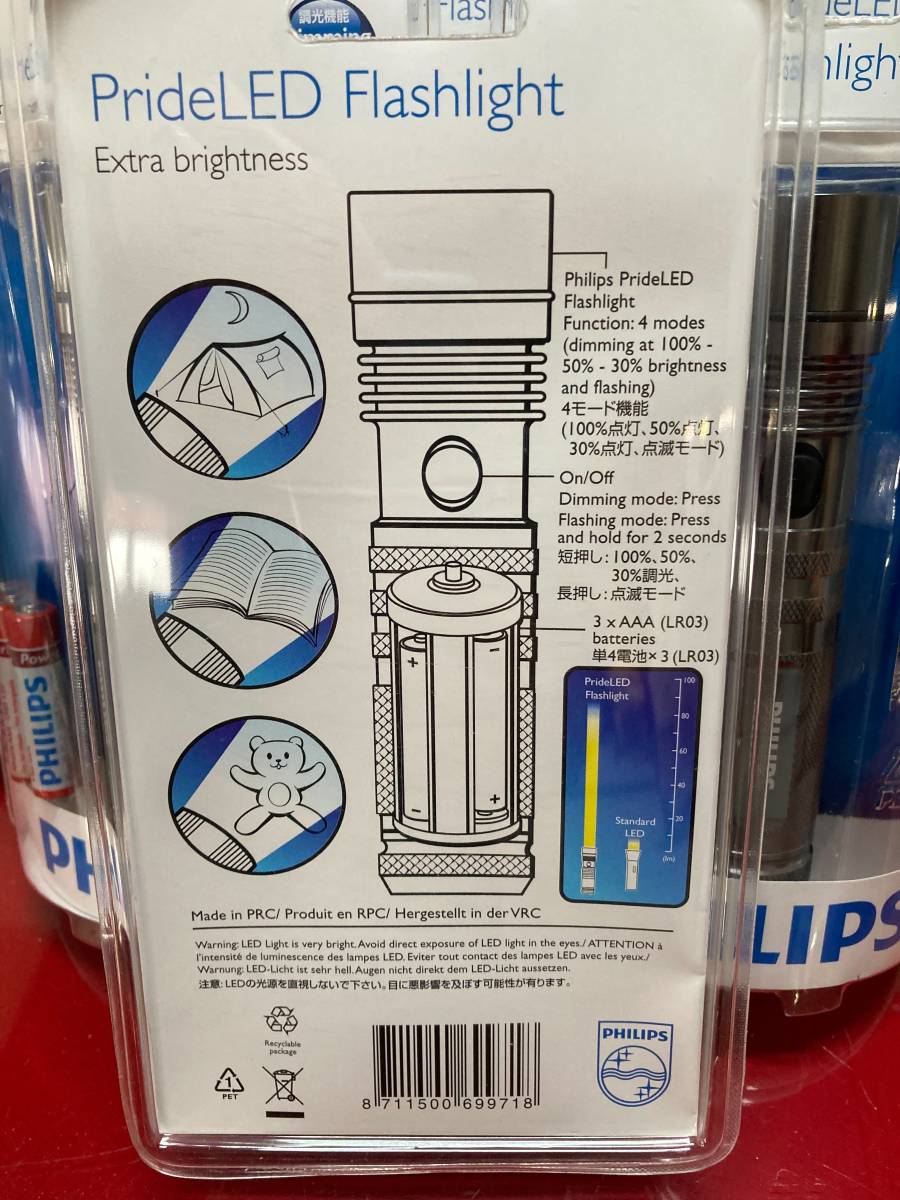 調光機能
PrideLED Flashlight
Extra brightness
Philips PrideLED
Flashlight
Function: 4 modes
(dimming at 100% -
50% - 30% brightness
and flashing)
4モード機能
(100%点灯、50%点灯、
30%点灯、点滅モード)
On/Off
Dimming mode: Press
Flashing mode: Press
and hold for 2 seconds
短押し: 100%、50%、
30%調光、
長押し: 点滅モード
3 x AAA (LR03)
batteries
単4電池× 3 (LR03)
+ -
- +
PrideLED
Flashlight
100
80
60
40
20
(lm)
Standard
LED
PHILIPS
PHILIPS
LIPS
Made in PRC/ Produit en RPC/ Hergestellt in der VRC
Warning: LED Light is very bright. Avoid direct exposure of LED light in the eyes./ ATTENTION à
l'intensité de luminescence des lampes LED. Eviter tout contact des lampes LED avec les yeux./
Warnung: LED-Licht ist sehr hell. Augen nicht direkt dem LED-Licht aussetzen.
注意: LEDの光源を直視しないで下さい。目に悪影響を及ぼす可能性が有ります。
Recyclable
package
1
PET
8 711500 699718
PHILIPS